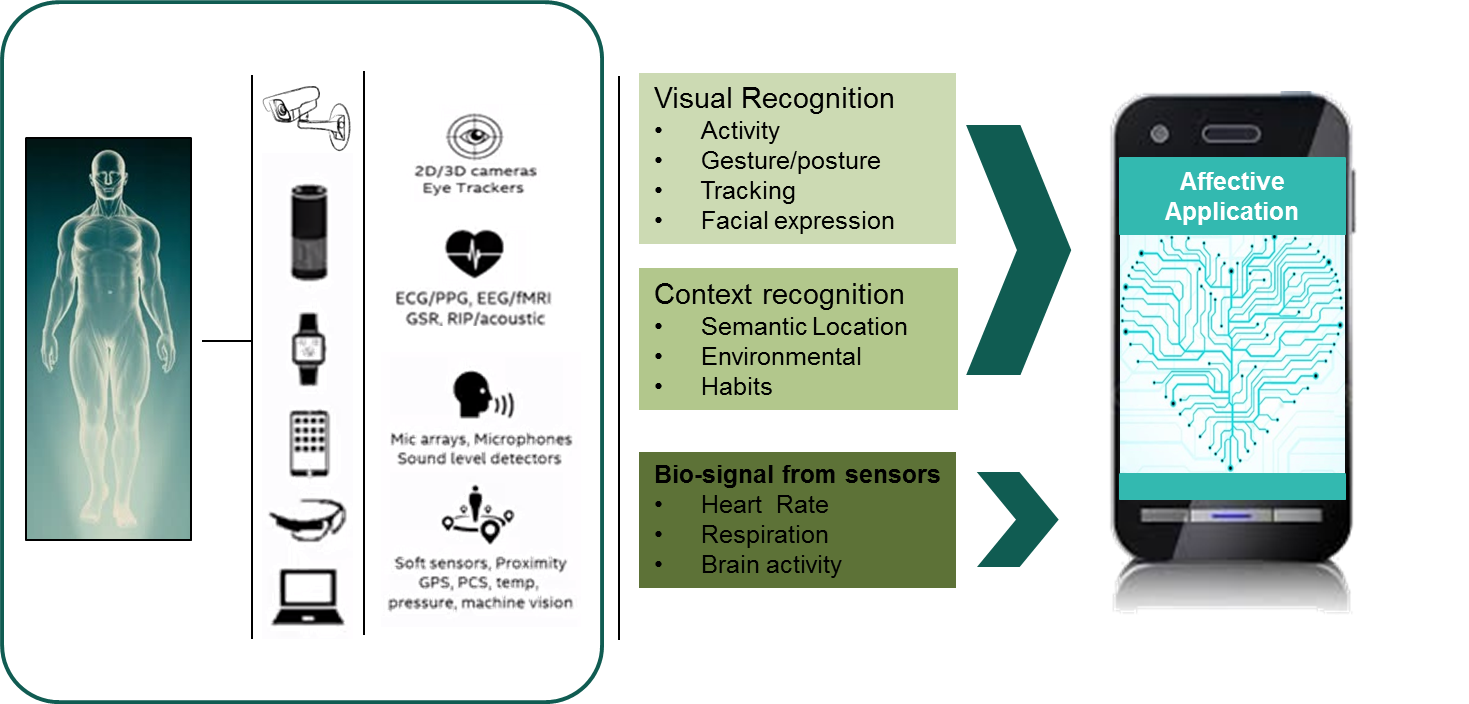 2D/3D cameras
Eye Trackers
ECG/PPG, EEG/fMRI
GSR, RIP/acoustic
Mic arrays, Microphones
Sound level detectors
Soft sensors, Proximity
GPS, PCS, temp,
pressure, machine vision
Visual Recognition
• Activity
• Gesture/posture
• Tracking
• Facial expression
Context recognition
• Semantic Location
• Environmental
• Habits
Bio-signal from sensors
• Heart Rate
• Respiration
• Brain activity
Affective
Application